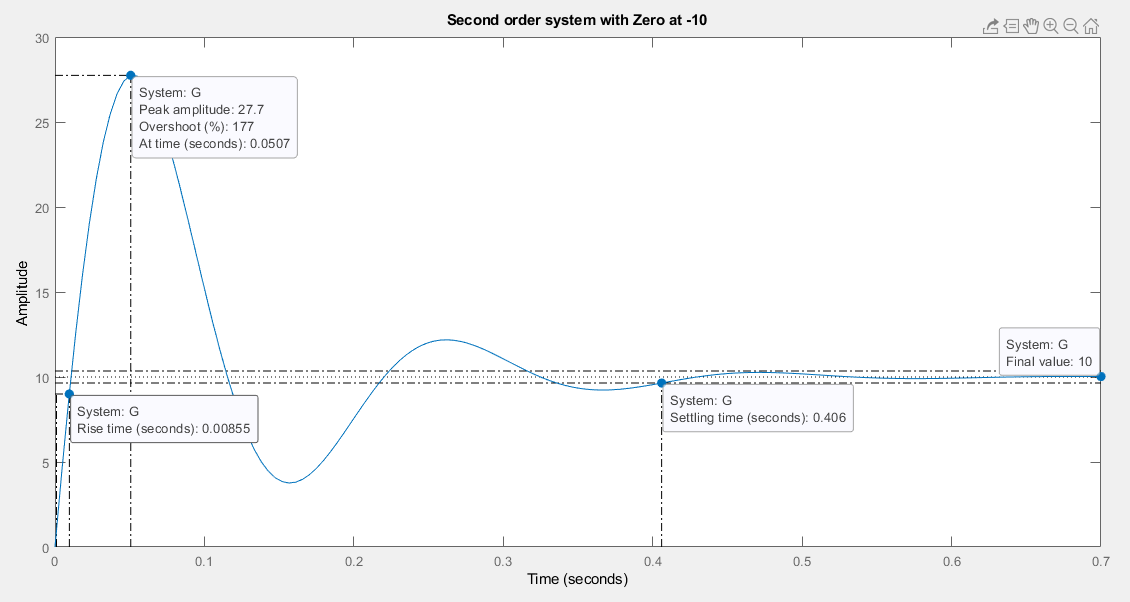 Second order system with Zero at -10
30
25
20
15
10
5
0
Amplitude
System: G
Peak amplitude: 27.7
Overshoot (%): 177
At time (seconds): 0.0507
System: G
Rise time (seconds): 0.00855
System: G
Settling time (seconds): 0.406
System: G
Final value: 10
0
0.1
0.2
0.3
0.4
0.5
0.6
0.7
Time (seconds)